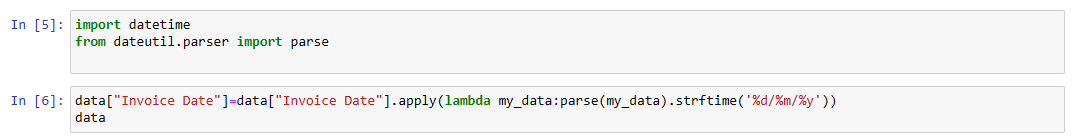 In [5]: import datetime
from dateutil.parser import parse
In [6]: data["Invoice Date"]=data["Invoice Date"].apply(lambda my_data:parse(my_data).strftime('%d/%m/%y'))
data